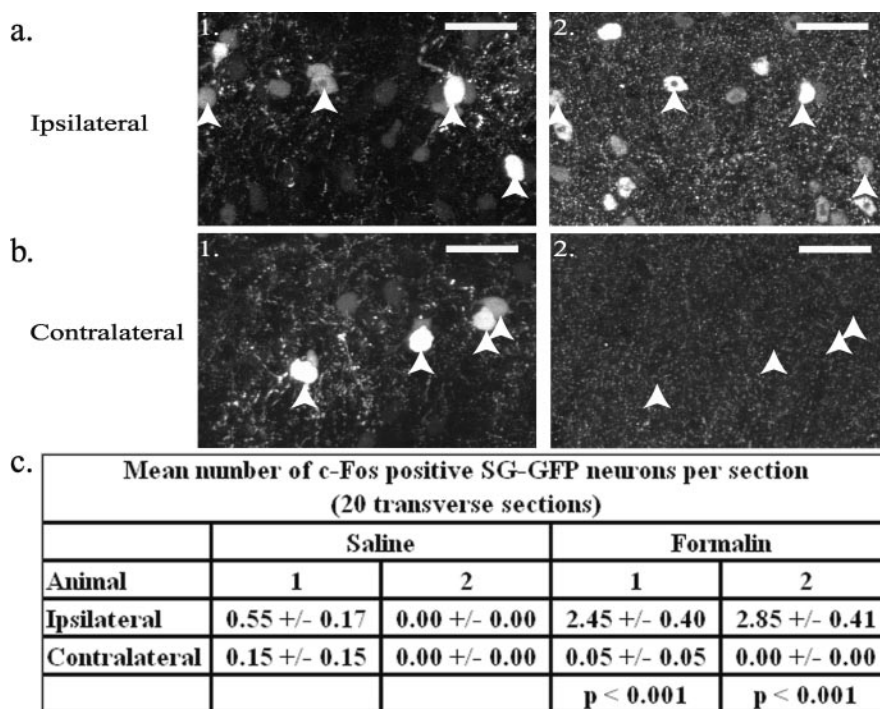 a.
1.
2.
Ipsilateral
b.
1.
2.
Contralateral
c.
Mean number of c-Fos positive SG-GFP neurons per section
(20 transverse sections)
Saline Formalin
Animal 1 2 1 2
Ipsilateral 0.55 +/- 0.17 0.00 +/- 0.00 2.45 +/- 0.40 2.85 +/- 0.41
Contralateral 0.15 +/- 0.15 0.00 +/- 0.00 0.05 +/- 0.05 0.00 +/- 0.00
p < 0.001 p < 0.001